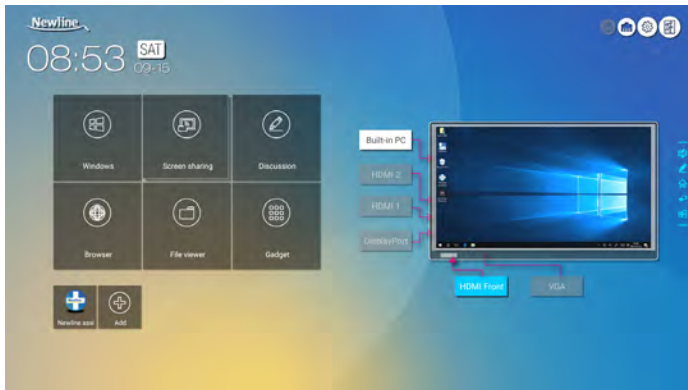 Newline
08:53 SAT
09-15
Windows
Screen sharing
Discussion
Browser
File viewer
Gadget
Newline assi
Add
Built-in PC
HDMI 2
HDMI 1
DisplayPort
HDMI Front
VGA